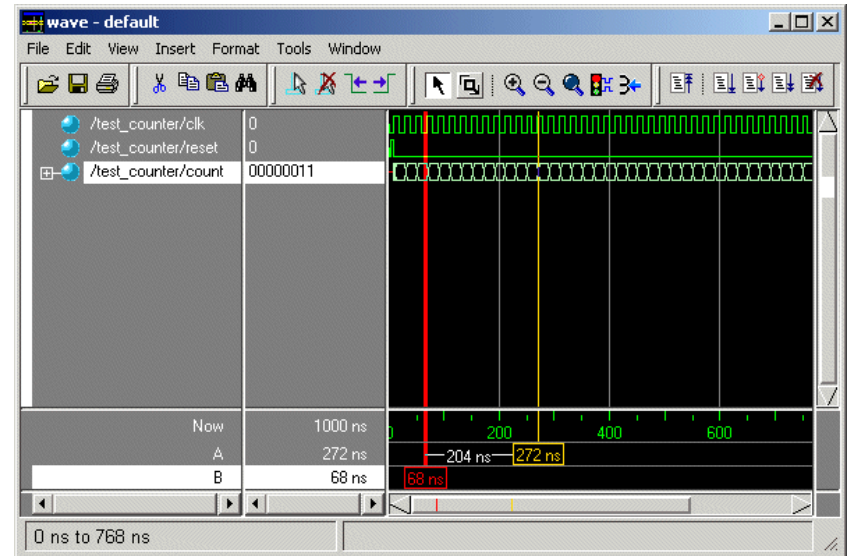 wave - default
File Edit View Insert Format Tools Window
/test_counter/clk 0
/test_counter/reset 0
/test_counter/count 00000011
Now 1000 ns 0 200 400 600
A 272 ns 204 ns 272 ns
B 68 ns 68 ns
0 ns to 768 ns